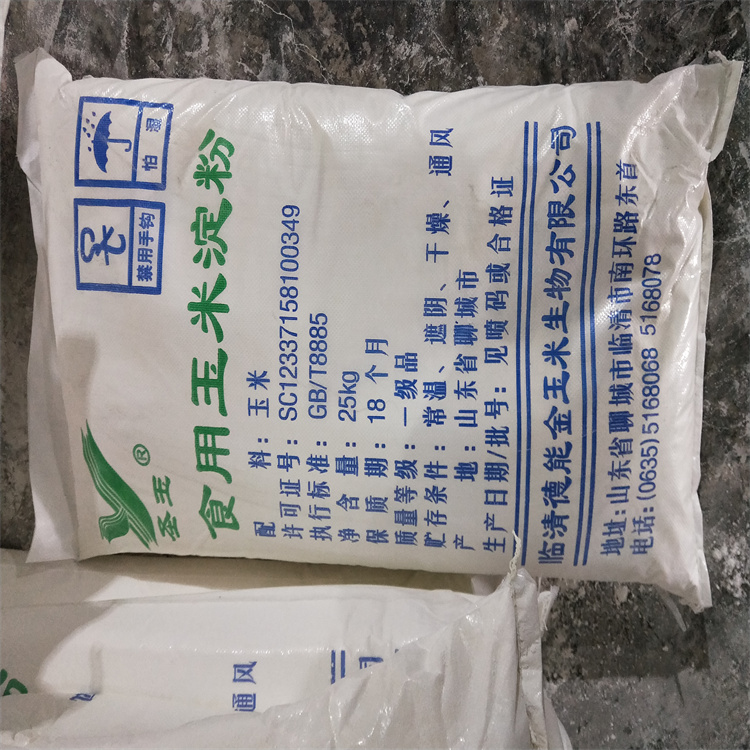 怕湿
禁用手钩
圣王®
食用玉米淀粉
配料：玉米
许可证号：SC12337158100349
执行标准：GB/T8885
净含量：25kg
保质期：18个月
质量等级：一级品
贮存条件：常温、遮阴、干燥、通风
产地：山东省聊城市
生产日期/批号：见喷码或合格证
临清德能金玉米生物有限公司
地址：山东省聊城市临清市南环路东首
电话：(0635)5168068 5168078
粉
通风